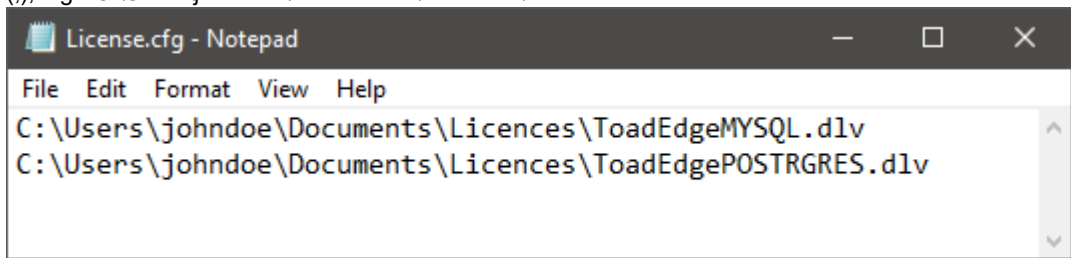 License.cfg - Notepad
File Edit Format View Help
C:\Users\johndoe\Documents\Licences\ToadEdgeMYSQL.dlv
C:\Users\johndoe\Documents\Licences\ToadEdgePOSTRGRES.dlv